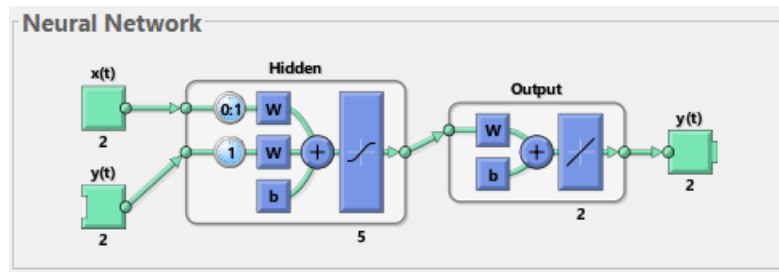 Neural Network
Hidden
x(t)
0:1
W
2
y(t)
1
W
2
b
5
Output
W
b
2
y(t)
2